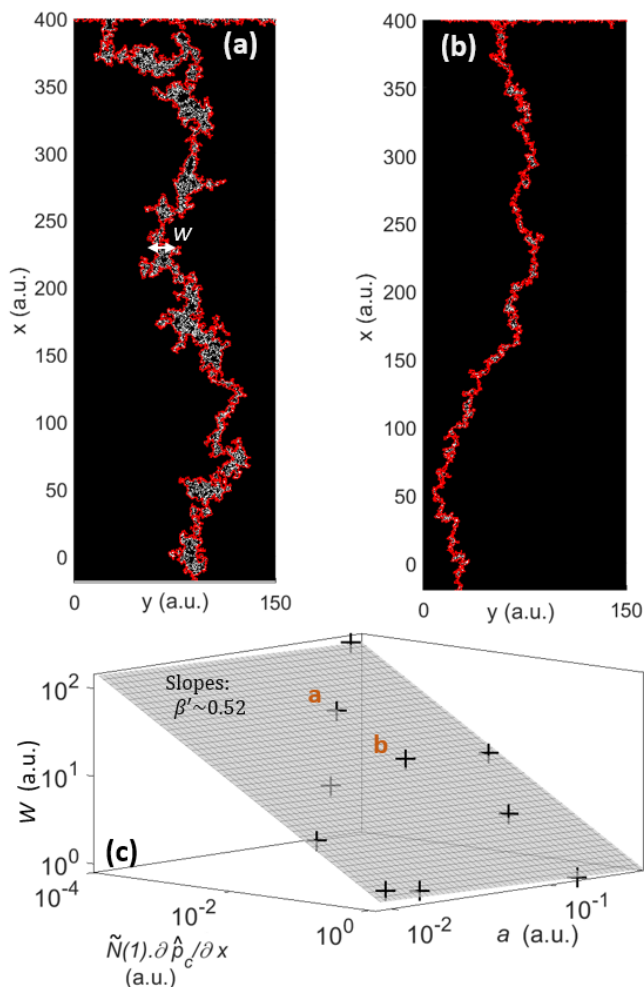 (a)
W
400
350
300
250
200
150
100
50
0
x (a.u.)
0
150
y (a.u.)
(b)
400
350
300
250
200
150
100
50
0
x (a.u.)
0
150
y (a.u.)
(c)
Slopes:
β′~0.52
a
b
10²
10¹
10⁰
W
(a.u.)
10⁻⁴
10⁻²
10⁰
Ñ(1).∂ p̂_c/∂ x
(a.u.)
10⁻²
10⁻¹
a (a.u.)